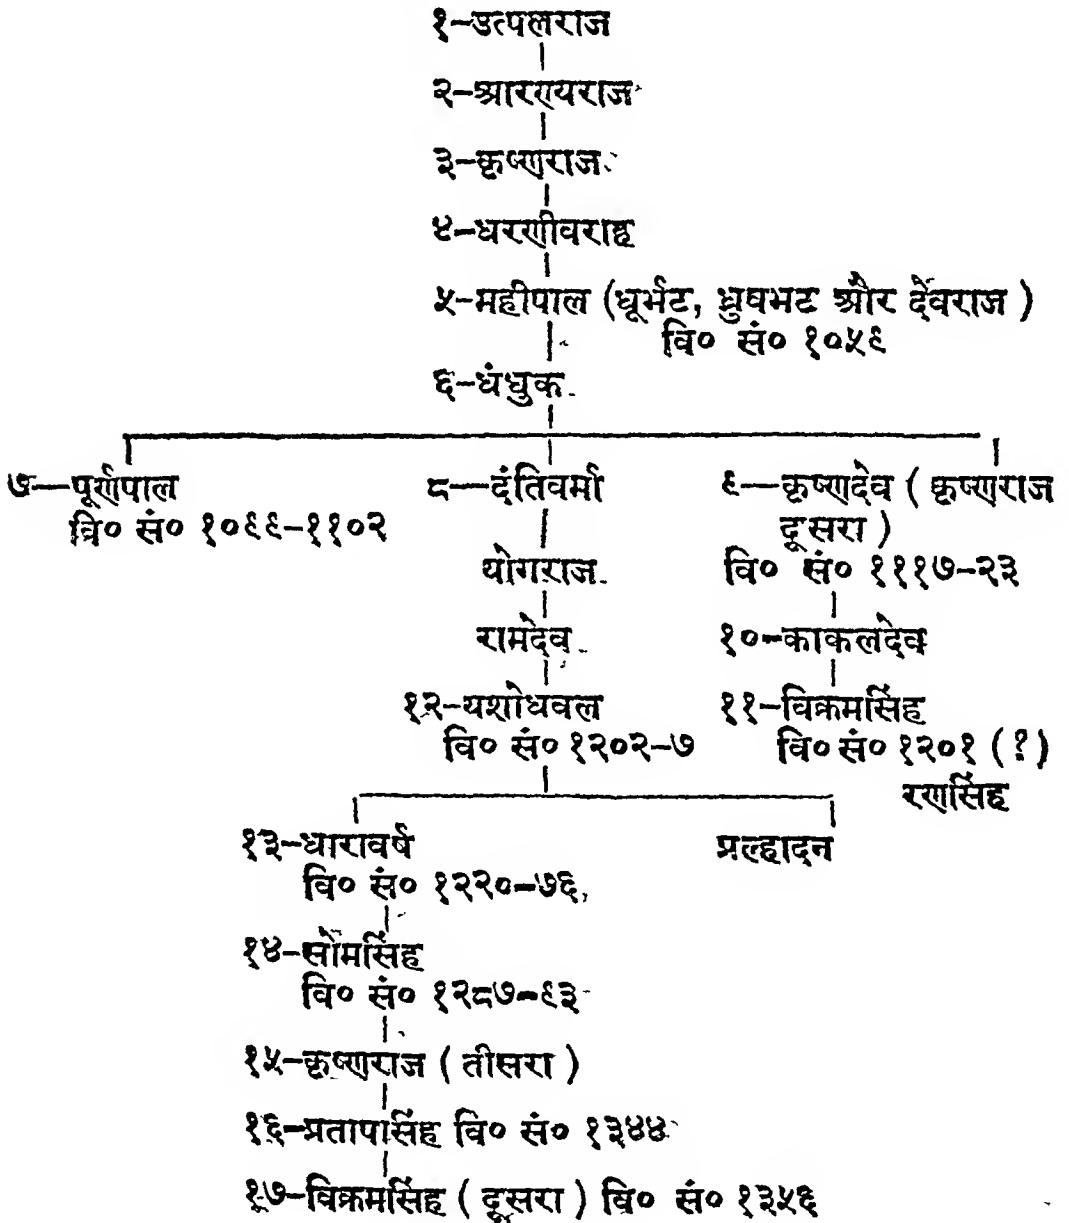 १-उत्पलराज
२-आरण्यराज
३-कृष्णराज
४-धरणीवराह
५-महीपाल (धूर्भट, ध्रुवभट और देवराज)
वि० सं० १०५९
६-धंधुक
७—पूर्णपाल ८—दंतिवर्मा ९—कृष्णदेव (कृष्णराज
वि० सं० १०९९-११०२ दूसरा)
योगराज वि० सं० १११७-२३
रामदेव १०-काकलदेव
१२-यशोधवल ११-विक्रमसिंह
वि० सं० १२०२-७ वि० सं० १२०१ (?)
रणसिंह
१३-धारावर्ष प्रल्हादन
वि० सं० १२२०-७६
१४-सोमसिंह
वि० सं० १२८७-९३
१५-कृष्णराज (तीसरा)
१६-प्रतापसिंह वि० सं० १३४४
१७-विक्रमसिंह (दूसरा) वि० सं० १३५६